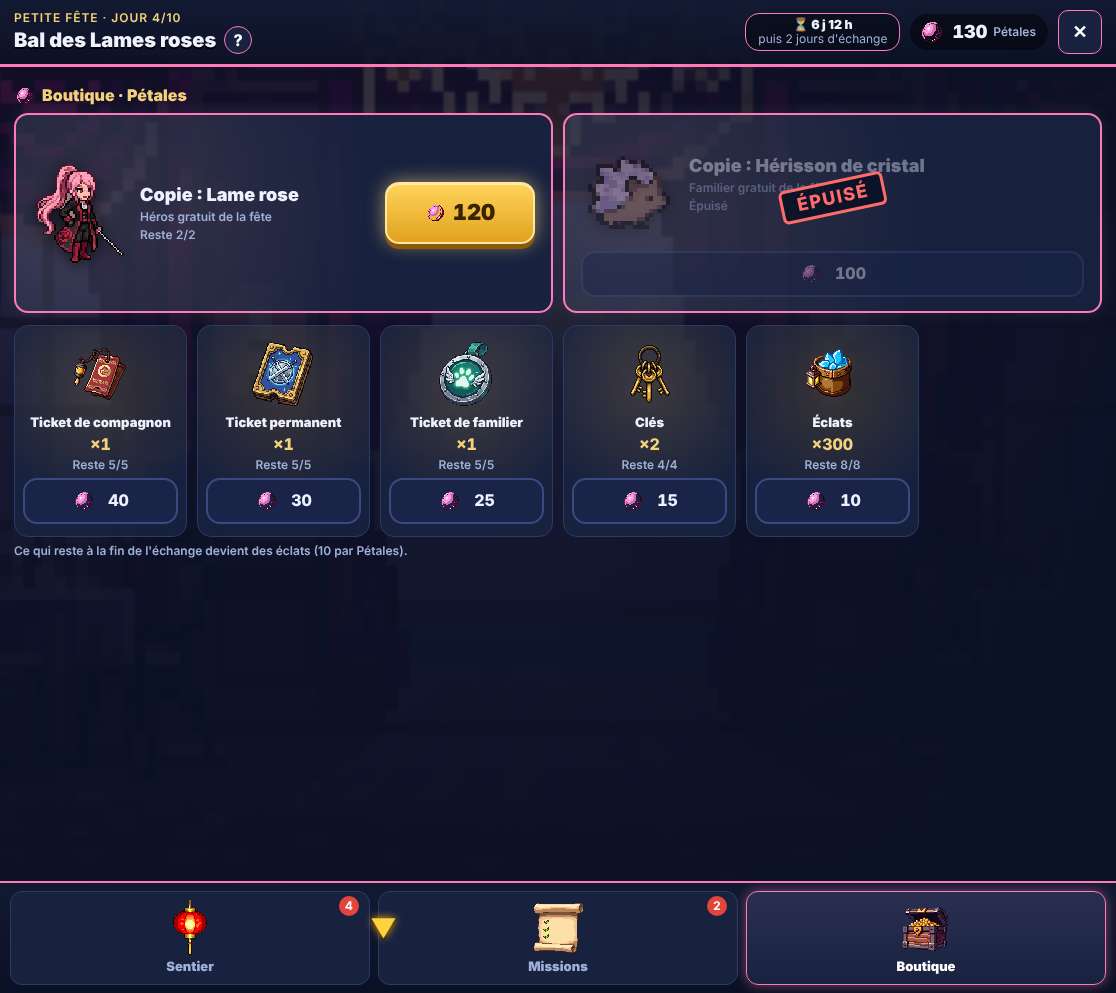 PETITE FÊTE · JOUR 4/10
Bal des Lames roses ?
⏳ 6 j 12 h
puis 2 jours d'échange
130 Pétales
✕
Boutique · Pétales
Copie : Lame rose
Héros gratuit de la fête
Reste 2/2
120
Copie : Hérisson de cristal
Familier gratuit de
Épuisé
ÉPUISÉ
100
Ticket de compagnon
×1
Reste 5/5
40
Ticket permanent
×1
Reste 5/5
30
Ticket de familier
×1
Reste 5/5
25
Clés
×2
Reste 4/4
15
Éclats
×300
Reste 8/8
10
Ce qui reste à la fin de l'échange devient des éclats (10 par Pétales).
4
Sentier
2
Missions
Boutique